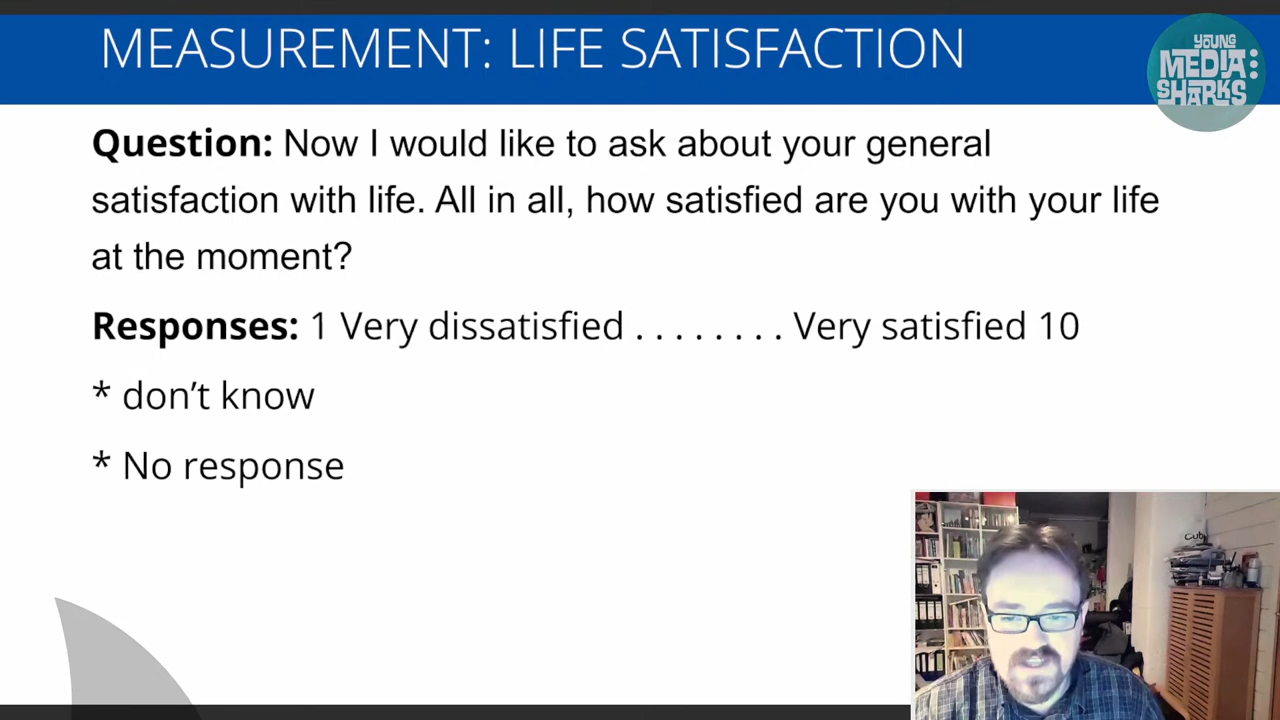 MEASUREMENT: LIFE SATISFACTION
YOUNG
MEDIA:
SHARKS
Question: Now I would like to ask about your general
satisfaction with life. All in all, how satisfied are you with your life
at the moment?
Responses: 1 Very dissatisfied . . . . . . . . Very satisfied 10
* don’t know
* No response